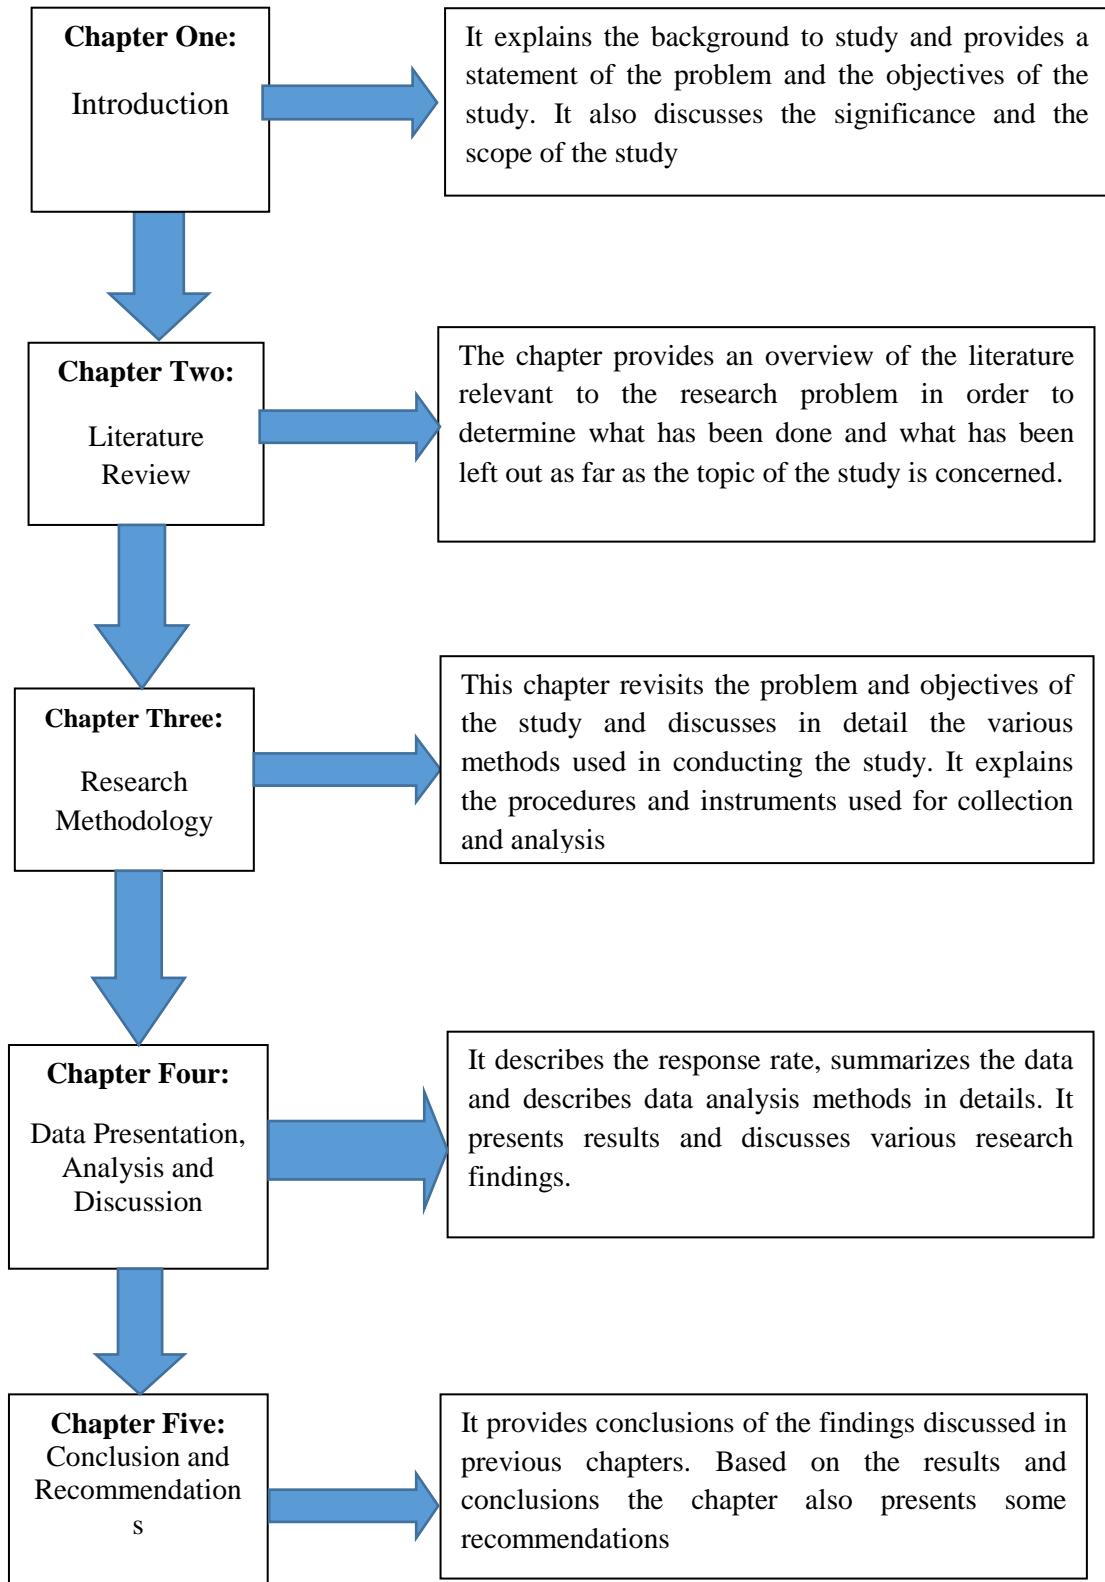 Chapter One:
Introduction
It explains the background to study and provides a
statement of the problem and the objectives of the
study. It also discusses the significance and the
scope of the study
Chapter Two:
Literature
Review
The chapter provides an overview of the literature
relevant to the research problem in order to
determine what has been done and what has been
left out as far as the topic of the study is concerned.
Chapter Three:
Research
Methodology
This chapter revisits the problem and objectives of
the study and discusses in detail the various
methods used in conducting the study. It explains
the procedures and instruments used for collection
and analysis
Chapter Four:
Data Presentation,
Analysis and
Discussion
It describes the response rate, summarizes the data
and describes data analysis methods in details. It
presents results and discusses various research
findings.
Chapter Five:
Conclusion and
Recommendation
s
It provides conclusions of the findings discussed in
previous chapters. Based on the results and
conclusions the chapter also presents some
recommendations